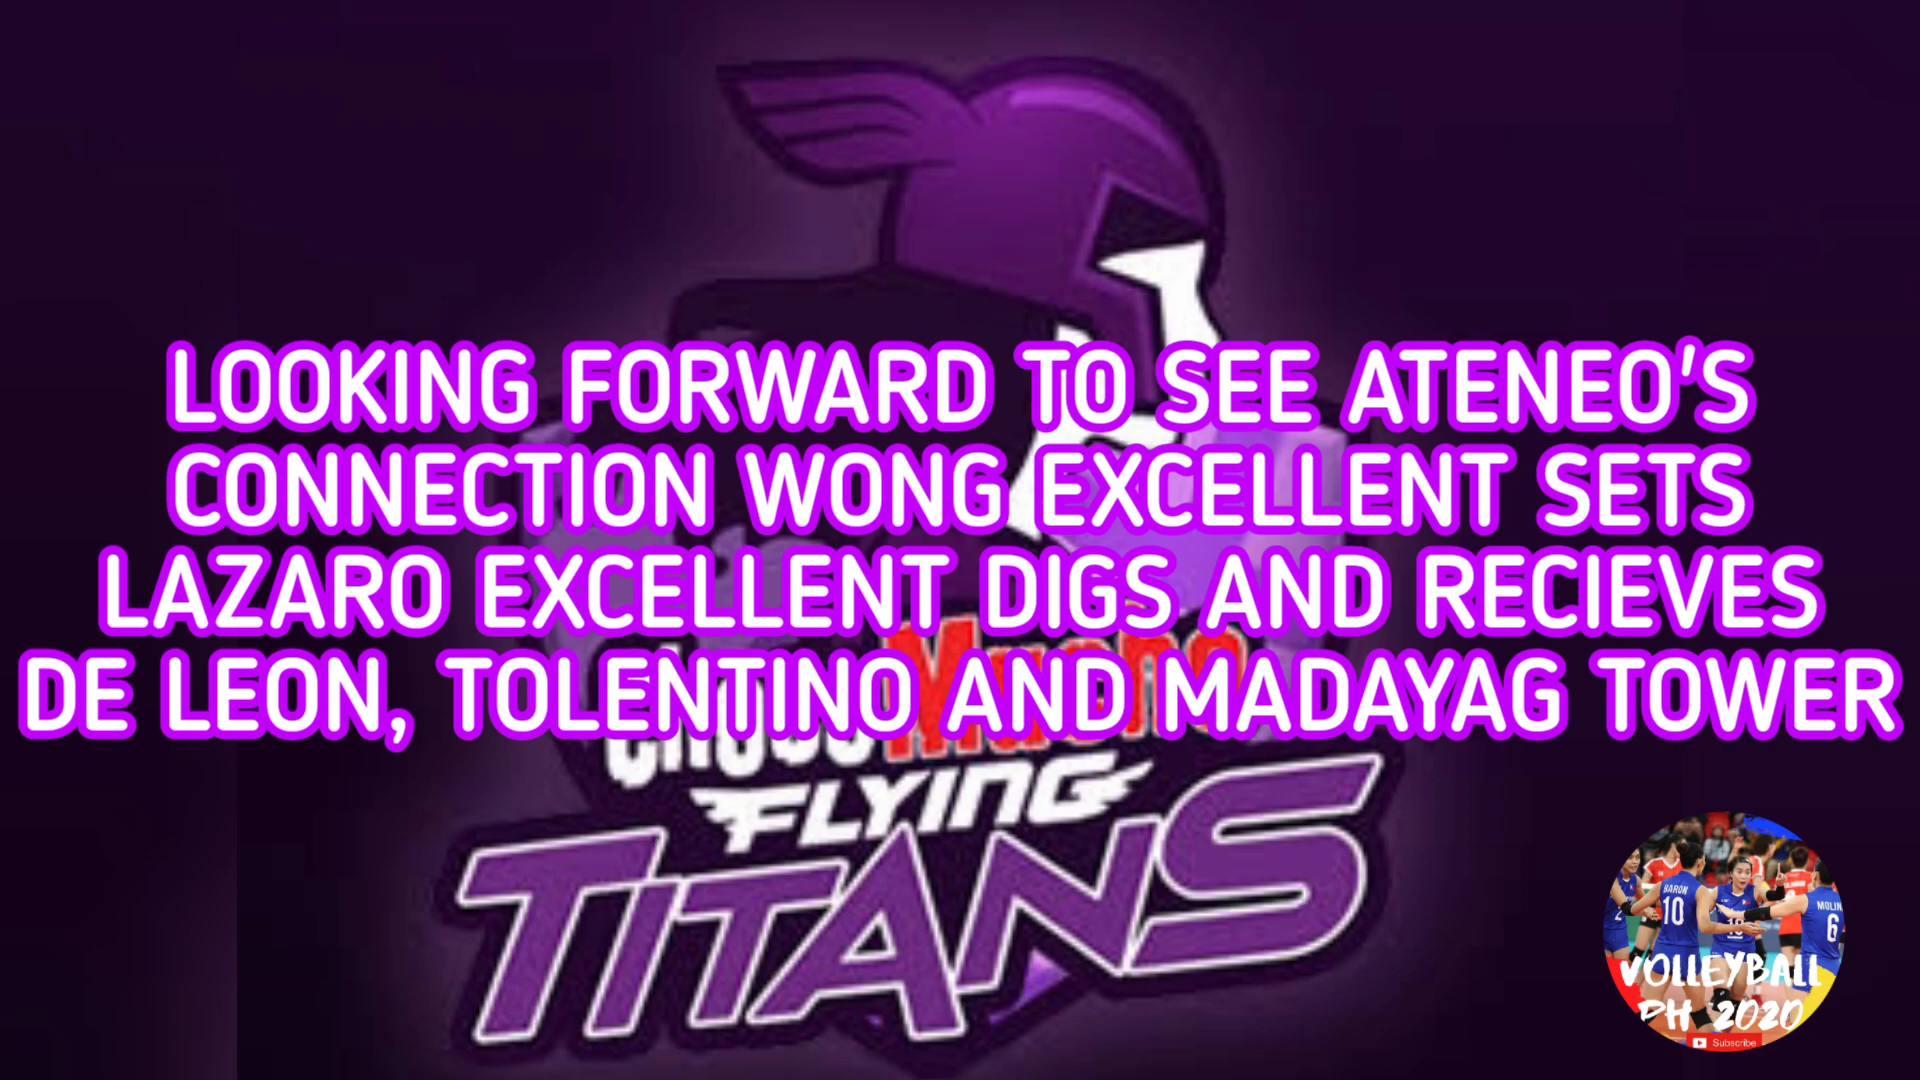 LOOKING FORWARD TO SEE ATENEO'S
CONNECTION WONG EXCELLENT SETS
LAZARO EXCELLENT DIGS AND RECIEVES
DE LEON, TOLENTINO AND MADAYAG TOWER
FLYING
TITANS
BARON
10
6
VOLLEYBALL
PH 2020
Subscribe